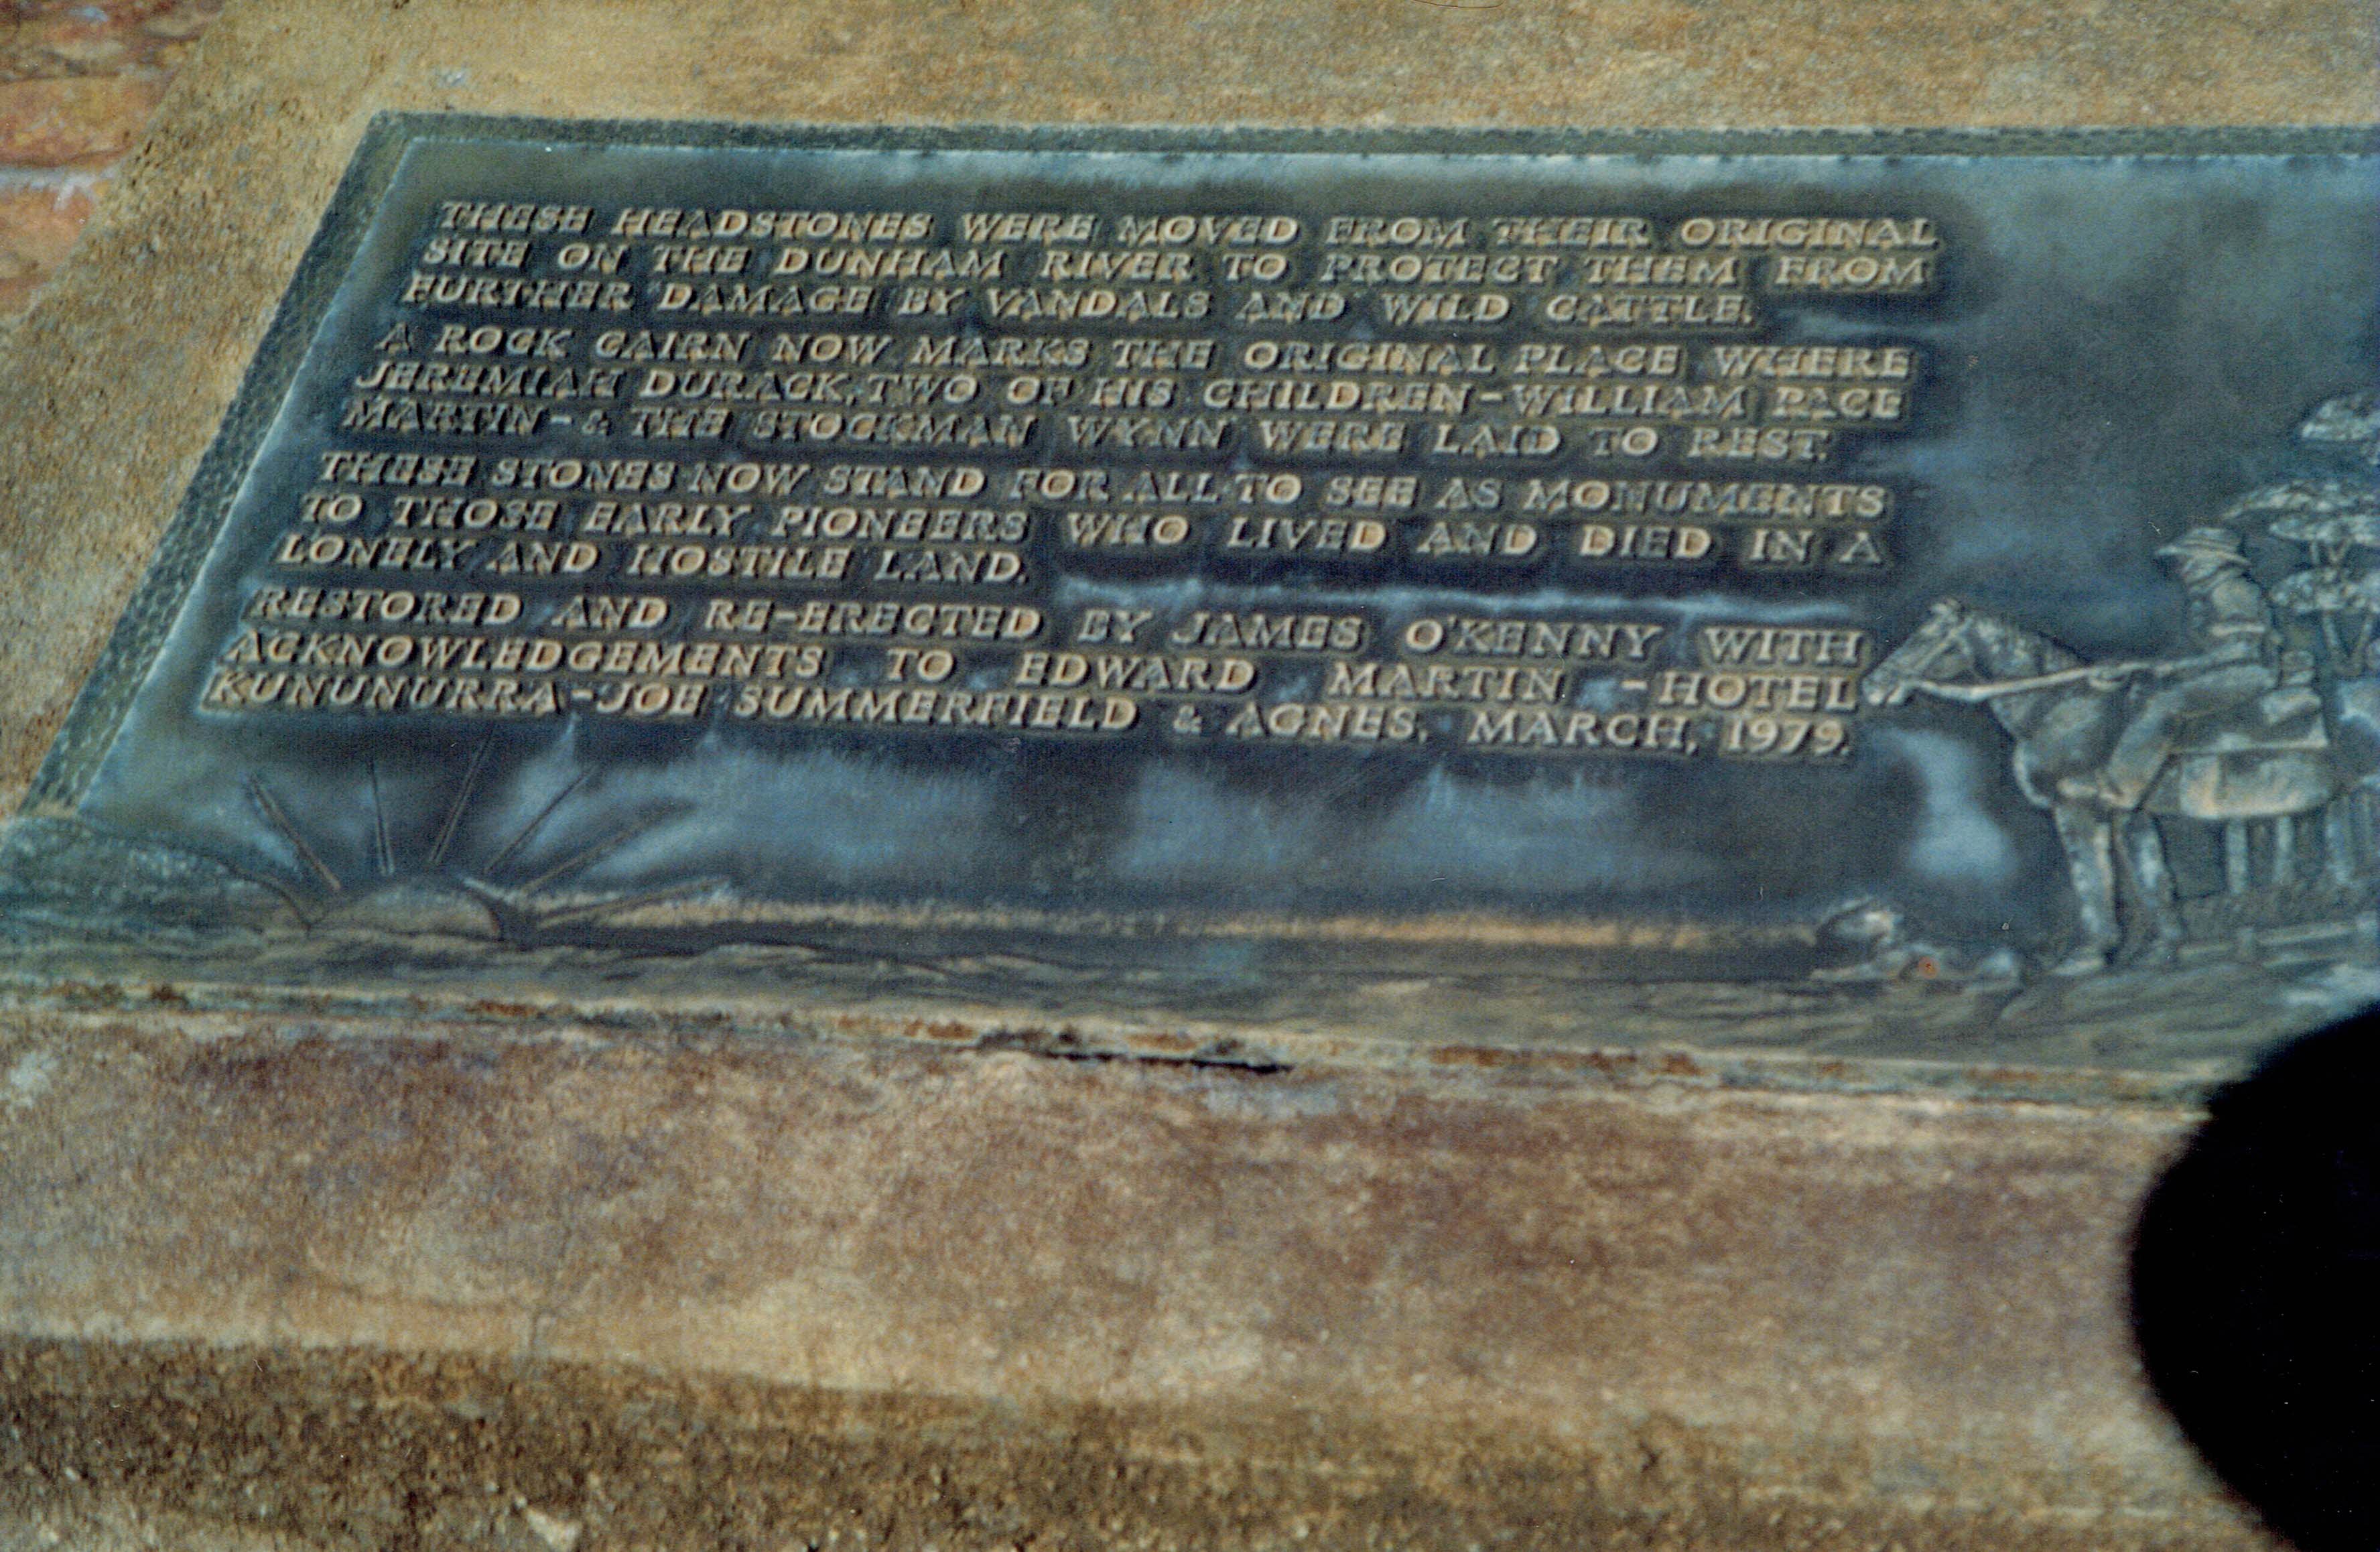 THESE HEADSTONES WERE MOVED FROM THEIR ORIGINAL
SITE ON THE DUNHAM RIVER TO PROTECT THEM FROM
FURTHER DAMAGE BY VANDALS AND WILD CATTLE.
A ROCK CAIRN NOW MARKS THE ORIGINAL PLACE WHERE
JEREMIAH DURACK, TWO OF HIS CHILDREN-WILLIAM PACE
MARTIN-& THE STOCKMAN WYNN WERE LAID TO REST.
THESE STONES NOW STAND FOR ALL TO SEE AS MONUMENTS
TO THOSE EARLY PIONEERS WHO LIVED AND DIED IN A
LONELY AND HOSTILE LAND.
RESTORED AND RE-ERECTED BY JAMES O'KENNY WITH
ACKNOWLEDGEMENTS TO EDWARD MARTIN -HOTEL
KUNUNURRA-JOE SUMMERFIELD & AGNES. MARCH, 1979.